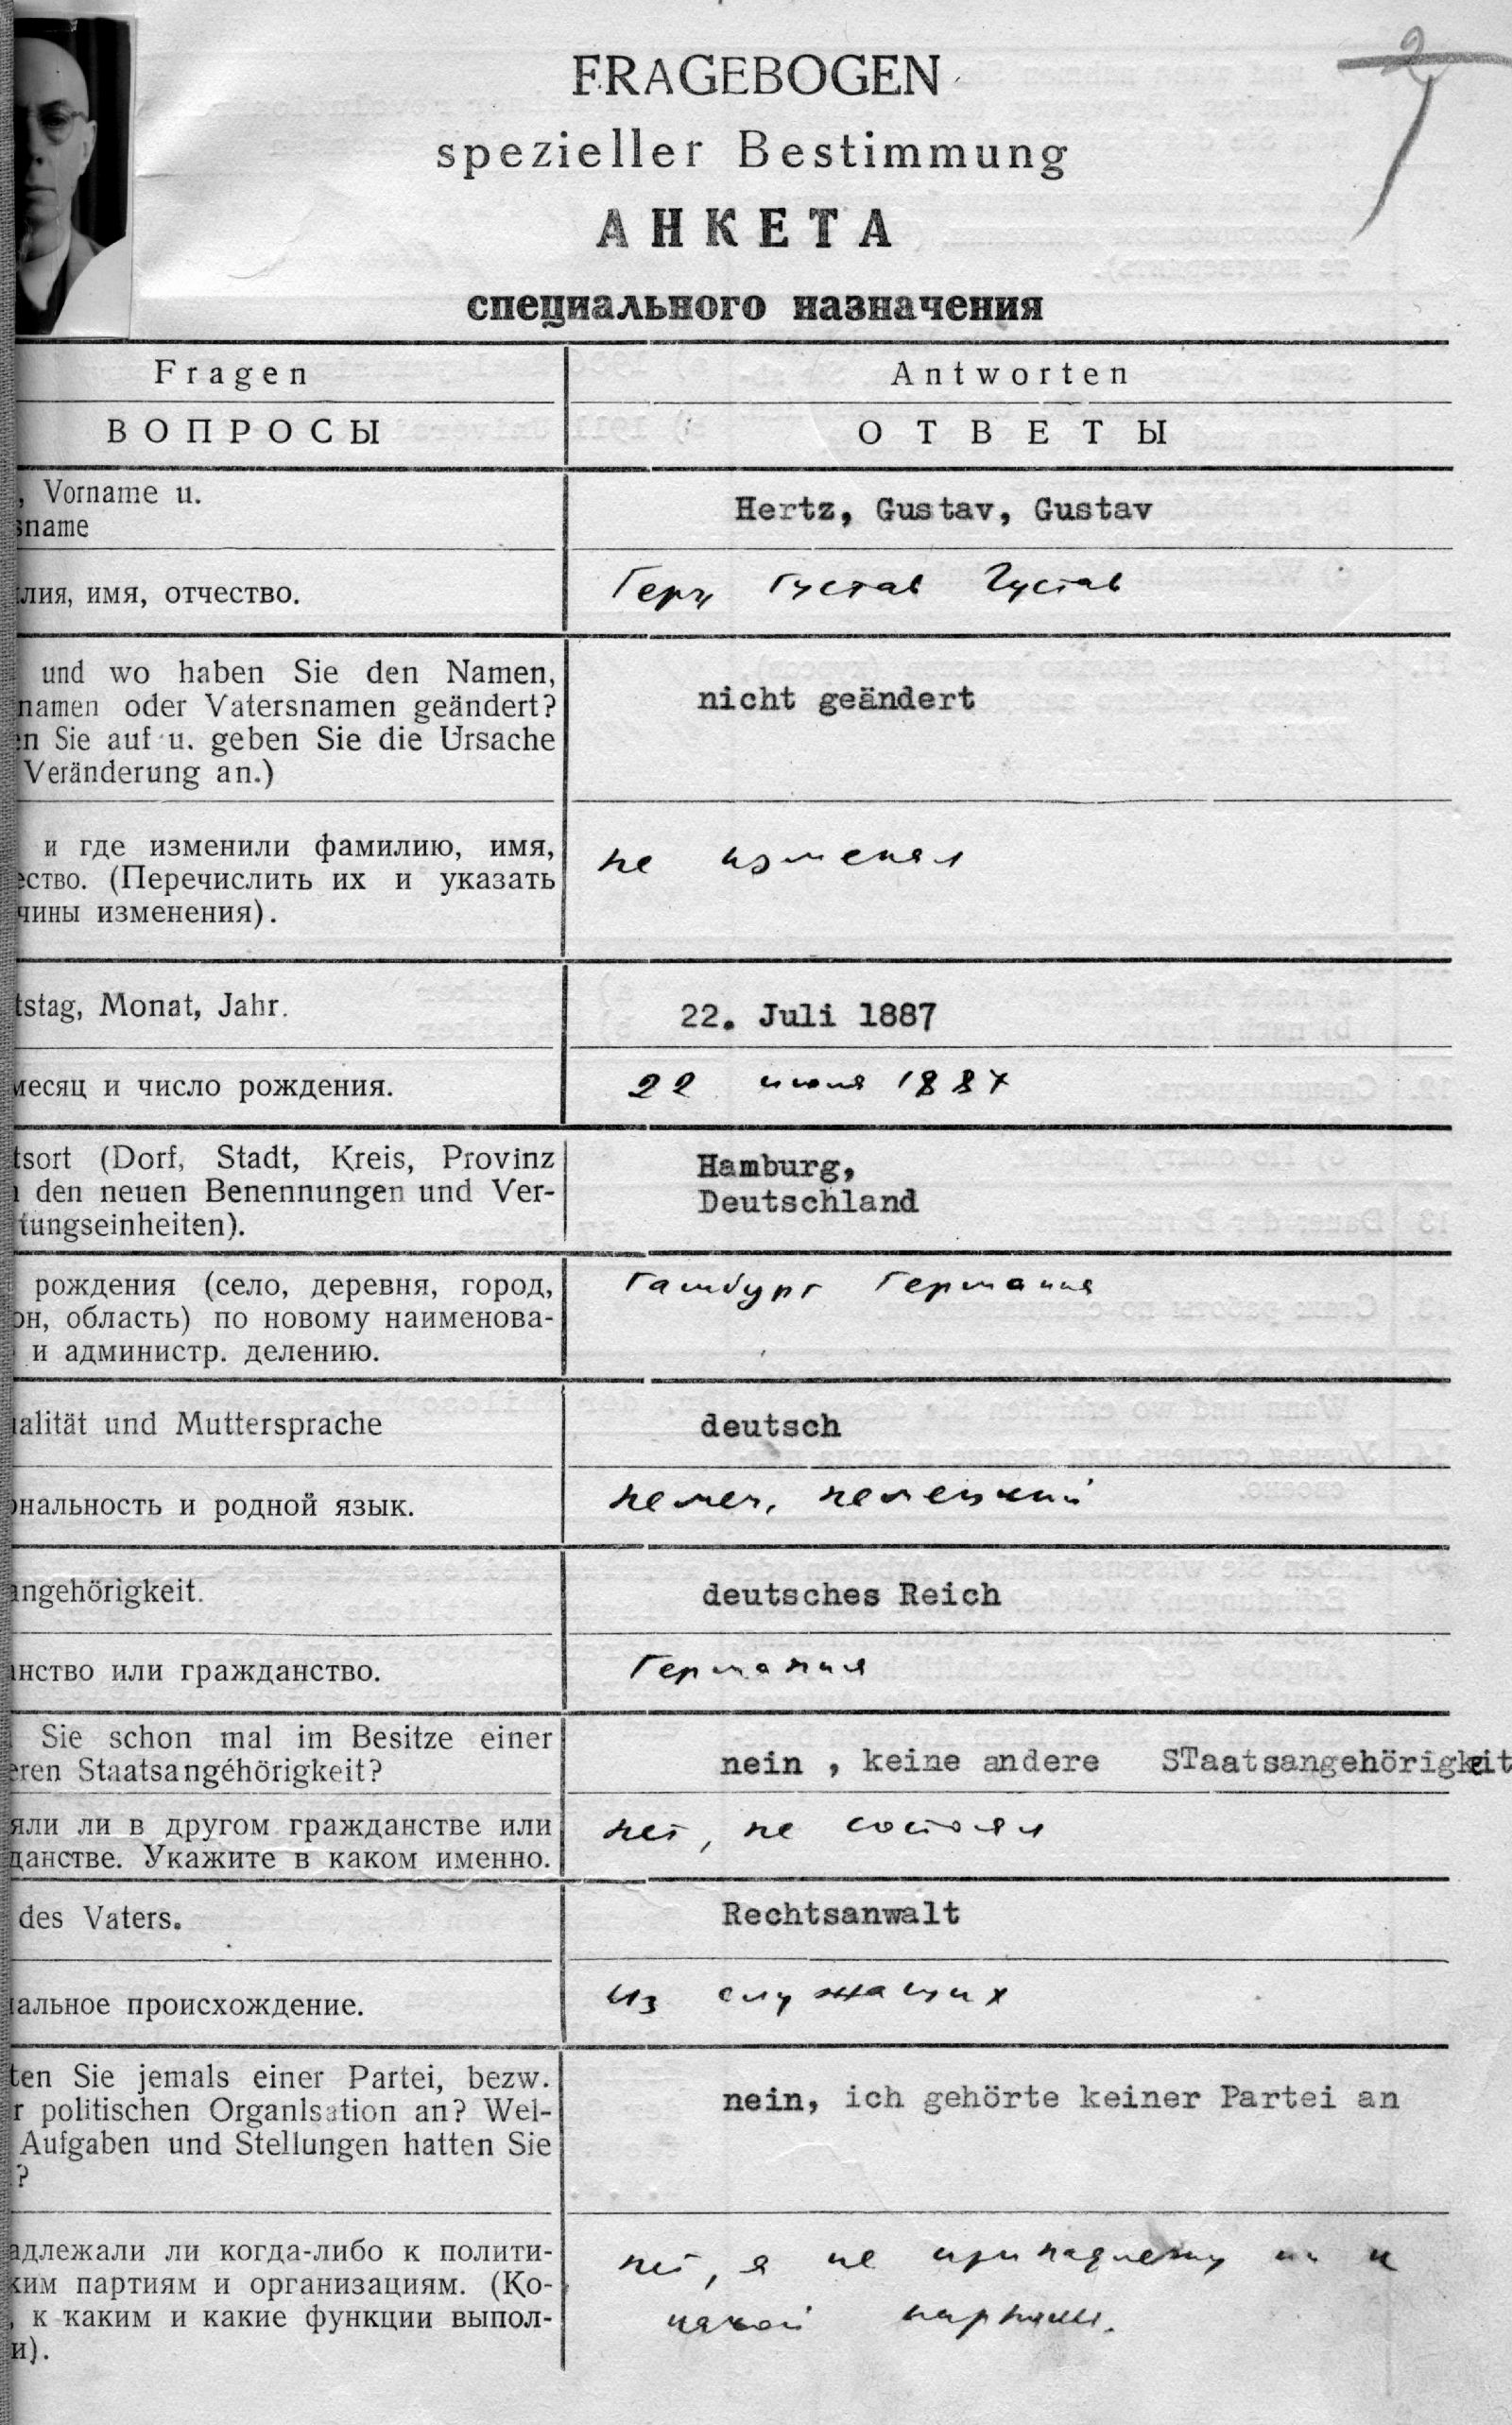 2
FRAGEBOGEN
spezieller Bestimmung
АНКЕТА
специального назначения
Fragen
Antworten
ВОПРОСЫ
ОТВЕТЫ
, Vorname u.
sname
Hertz, Gustav, Gustav
лия, имя, отчество.
Герц Густав Густав
und wo haben Sie den Namen,
namen oder Vatersnamen geändert?
en Sie auf u. geben Sie die Ursache
Veränderung an.)
nicht geändert
и где изменили фамилию, имя,
ество. (Перечислить их и указать
чины изменения).
не изменял
tstag, Monat, Jahr.
22. Juli 1887
месяц и число рождения.
22 июля 1887
tsort (Dorf, Stadt, Kreis, Provinz
den neuen Benennungen und Ver-
tungseinheiten).
Hamburg,
Deutschland
рождения (село, деревня, город,
он, область) по новому наименова-
и администр. делению.
Гамбург Германия
nalität und Muttersprache
deutsch
ональность и родной язык.
немец, немецкий
angehörigkeit.
deutsches Reich
анство или гражданство.
Германия
Sie schon mal im Besitze einer
eren Staatsangéhörigkeit?
nein , keine andere STaatsangehörigkeit
яли ли в другом гражданстве или
данстве. Укажите в каком именно.
нет, не состоял
des Vaters.
Rechtsanwalt
иальное происхождение.
из служащих
ten Sie jemals einer Partei, bezw.
r politischen Organlsation an? Wel-
Aufgaben und Stellungen hatten Sie
?
nein, ich gehörte keiner Partei an
адлежали ли когда-либо к полити-
ким партиям и организациям. (Ко-
, к каким и какие функции выпол-
и).
нет, я не принадлежу ни к
какой партии.